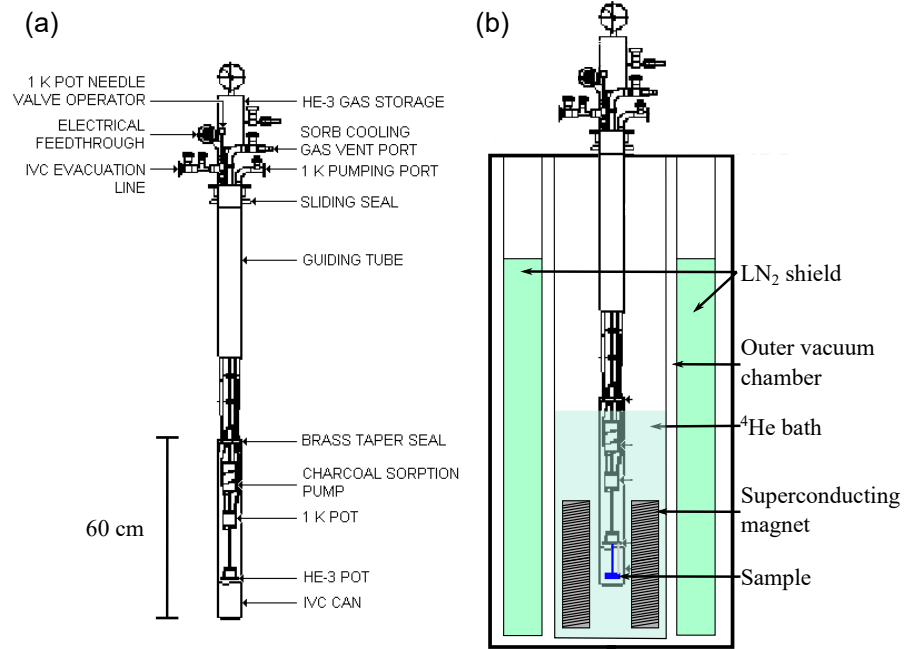 (a)
1 K POT NEEDLE
VALVE OPERATOR
ELECTRICAL
FEEDTHROUGH
IVC EVACUATION
LINE
HE-3 GAS STORAGE
SORB COOLING
GAS VENT PORT
1 K PUMPING PORT
SLIDING SEAL
GUIDING TUBE
BRASS TAPER SEAL
CHARCOAL SORPTION
PUMP
1 K POT
HE-3 POT
IVC CAN
60 cm
(b)
LN₂ shield
Outer vacuum
chamber
⁴He bath
Superconducting
magnet
Sample